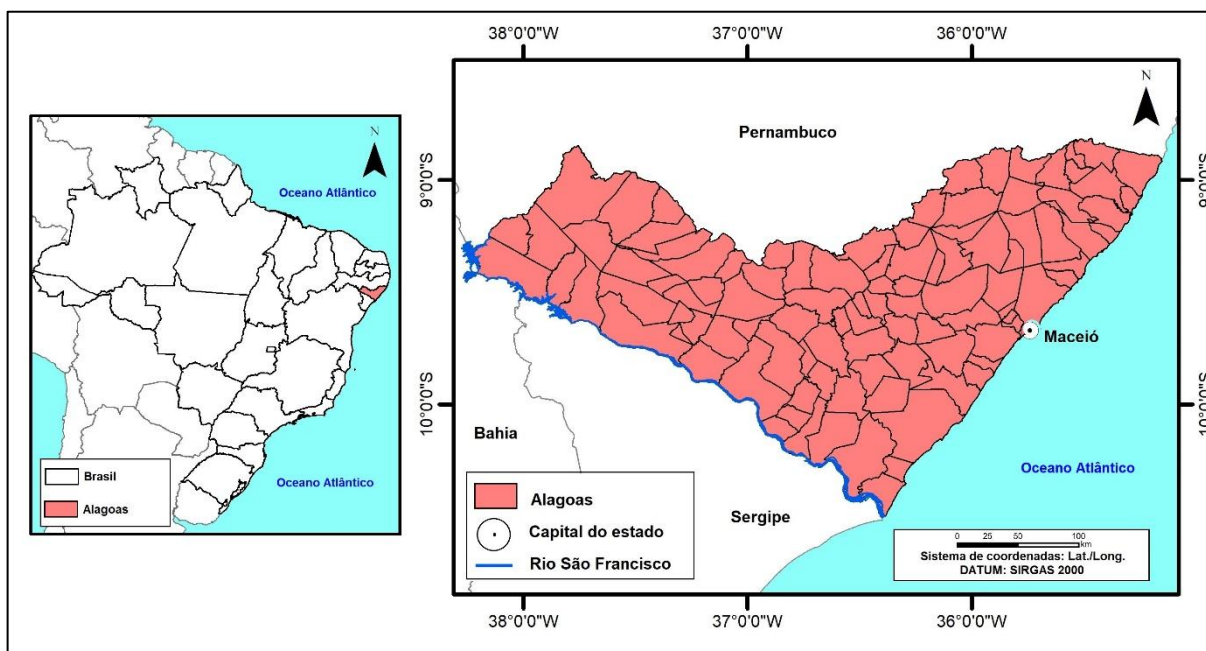 N
Oceano Atlântico
Oceano Atlântico
Brasil
Alagoas
38°0'0"W
37°0'0"W
36°0'0"W
N
Pernambuco
9°0'0"S
9°0'0"S
Maceió
10°0'0"S
10°0'0"S
Bahia
Oceano Atlântico
Sergipe
Alagoas
Capital do estado
Rio São Francisco
0 25 50 100
km
Sistema de coordenadas: Lat./Long.
DATUM: SIRGAS 2000
38°0'0"W
37°0'0"W
36°0'0"W